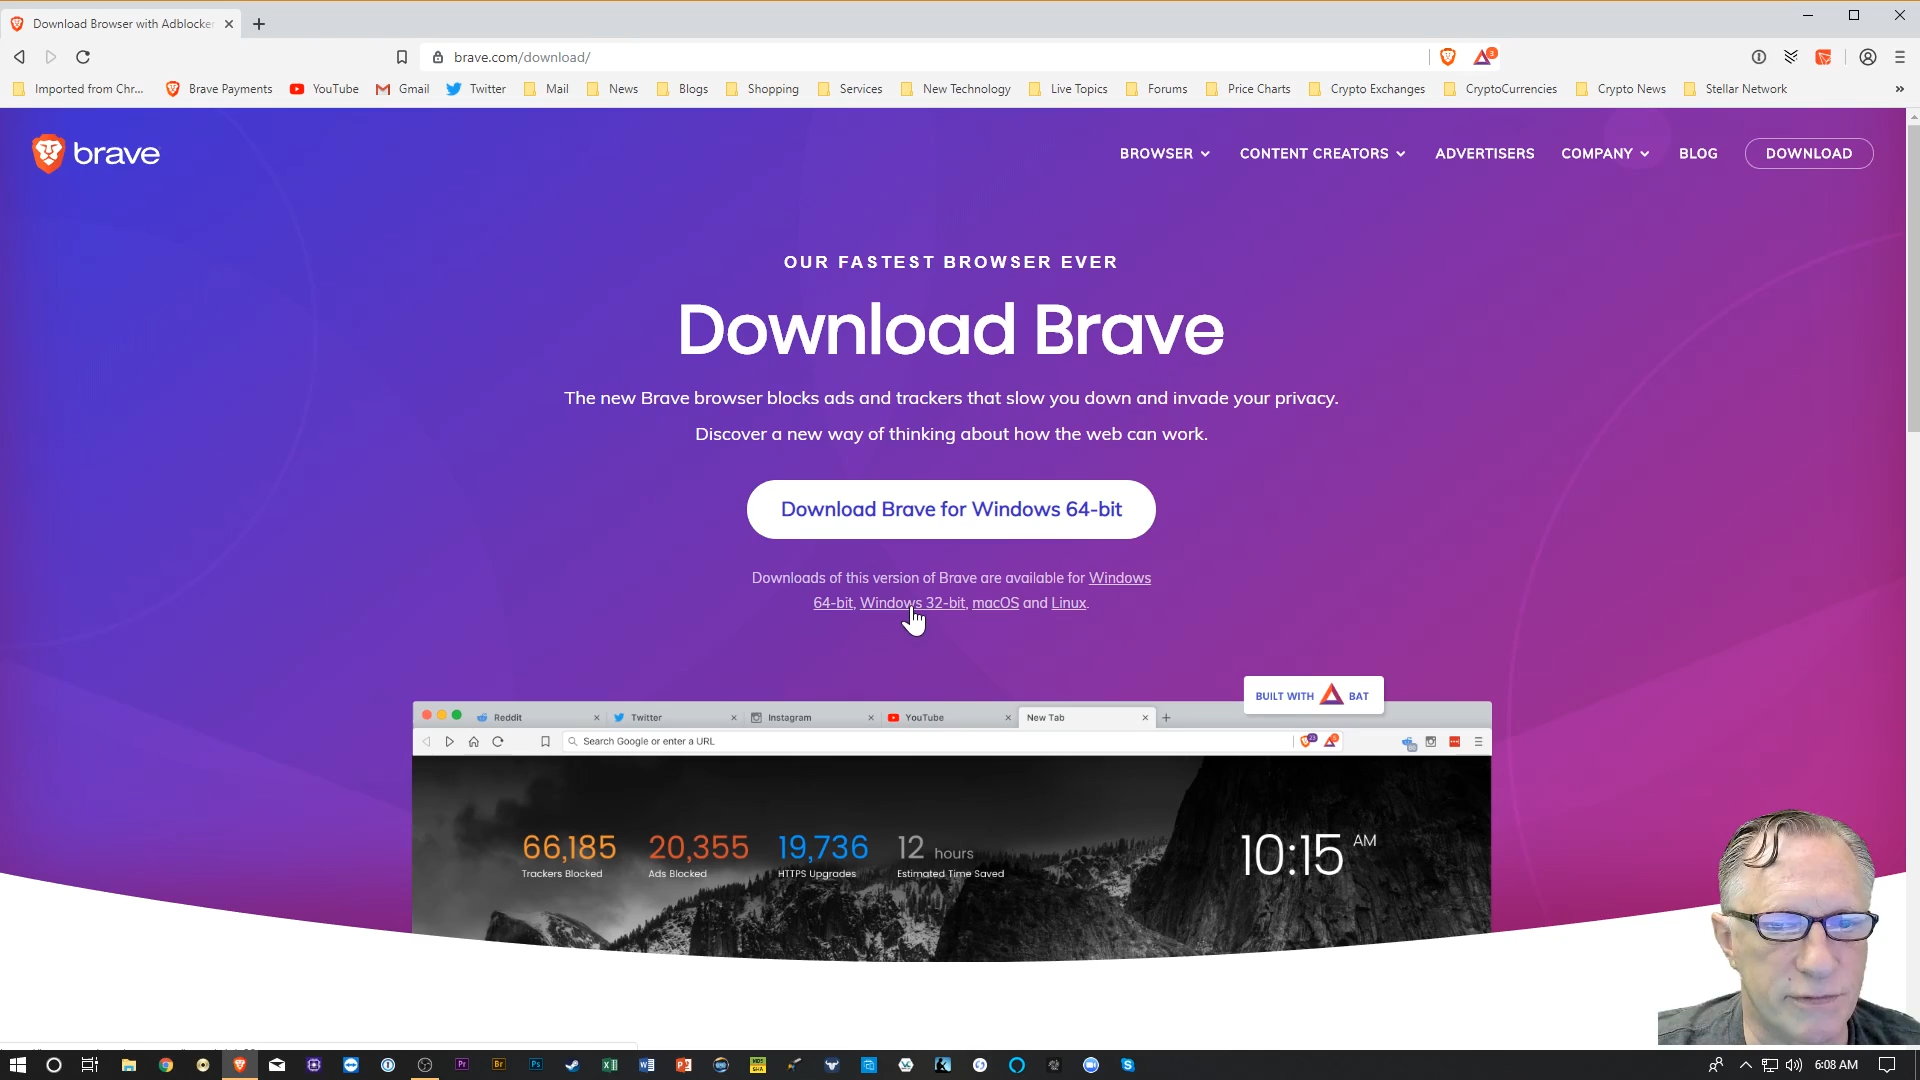 Download Browser with Adblocker
brave.com/download/
3
Imported from Chr... Brave Payments YouTube Gmail Twitter Mail News Blogs Shopping Services New Technology Live Topics Forums Price Charts Crypto Exchanges CryptoCurrencies Crypto News Stellar Network »
brave
BROWSER CONTENT CREATORS ADVERTISERS COMPANY BLOG DOWNLOAD
OUR FASTEST BROWSER EVER
Download Brave
The new Brave browser blocks ads and trackers that slow you down and invade your privacy.
Discover a new way of thinking about how the web can work.
Download Brave for Windows 64-bit
Downloads of this version of Brave are available for Windows
64-bit, Windows 32-bit, macOS and Linux.
BUILT WITH BAT
Reddit Twitter Instagram YouTube New Tab
Search Google or enter a URL
66,185 20,355 19,736 12 hours
Trackers Blocked Ads Blocked HTTPS Upgrades Estimated Time Saved
10:15 AM
Pr Br Ps
6:08 AM